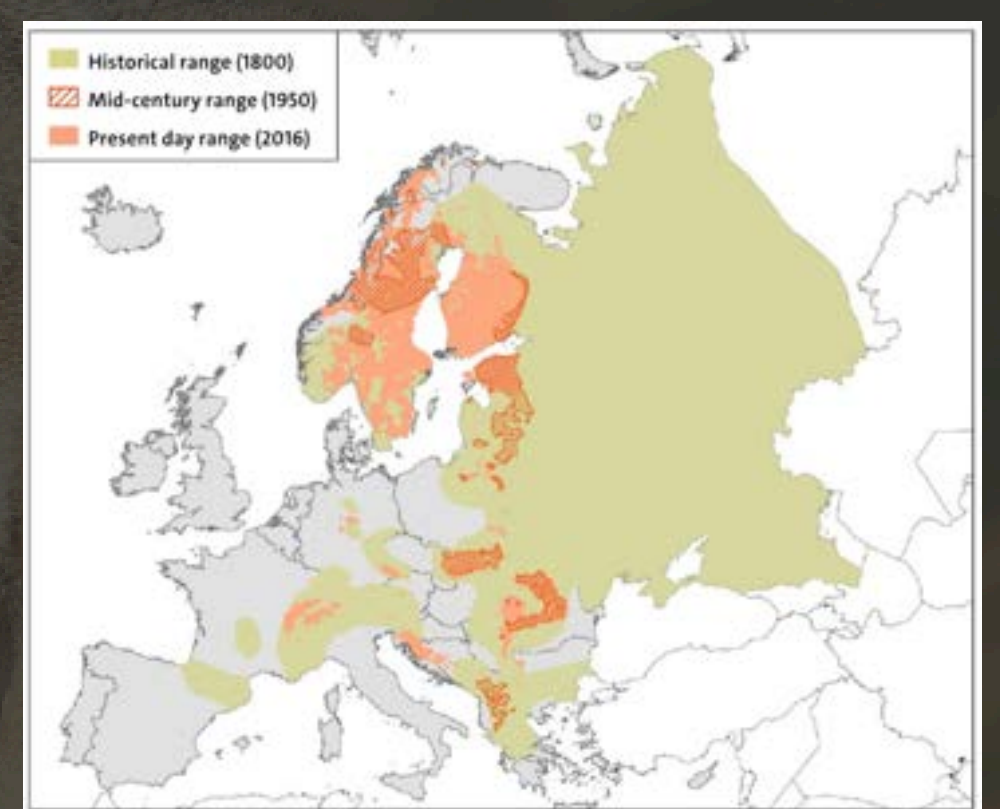 Historical range (1800)
Mid-century range (1950)
Present day range (2016)